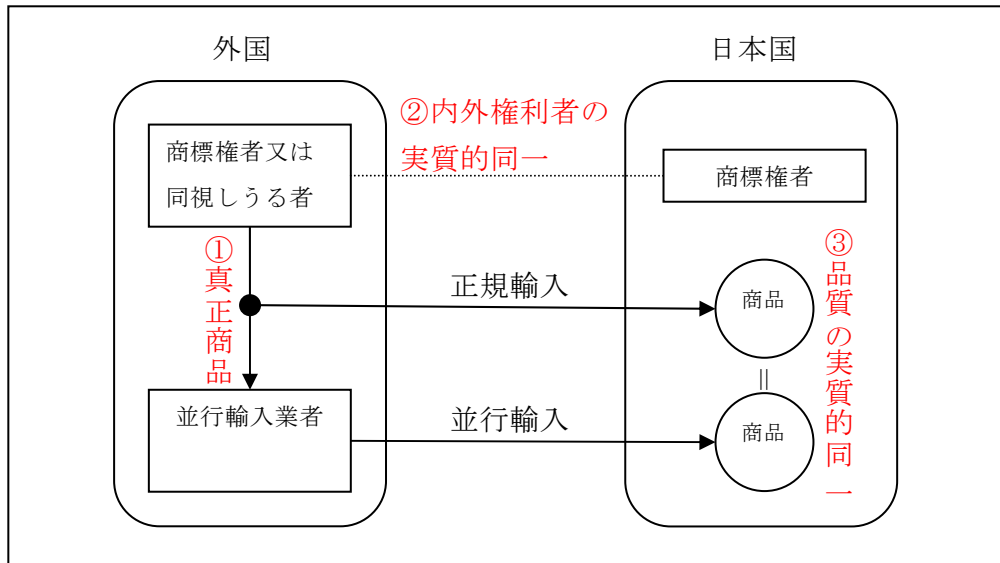 外国
日本国
②内外権利者の
実質的同一
商標権者又は
同視しうる者
商標権者
①真正商品
正規輸入
商品
③品質の実質的同一
||
並行輸入業者
並行輸入
商品